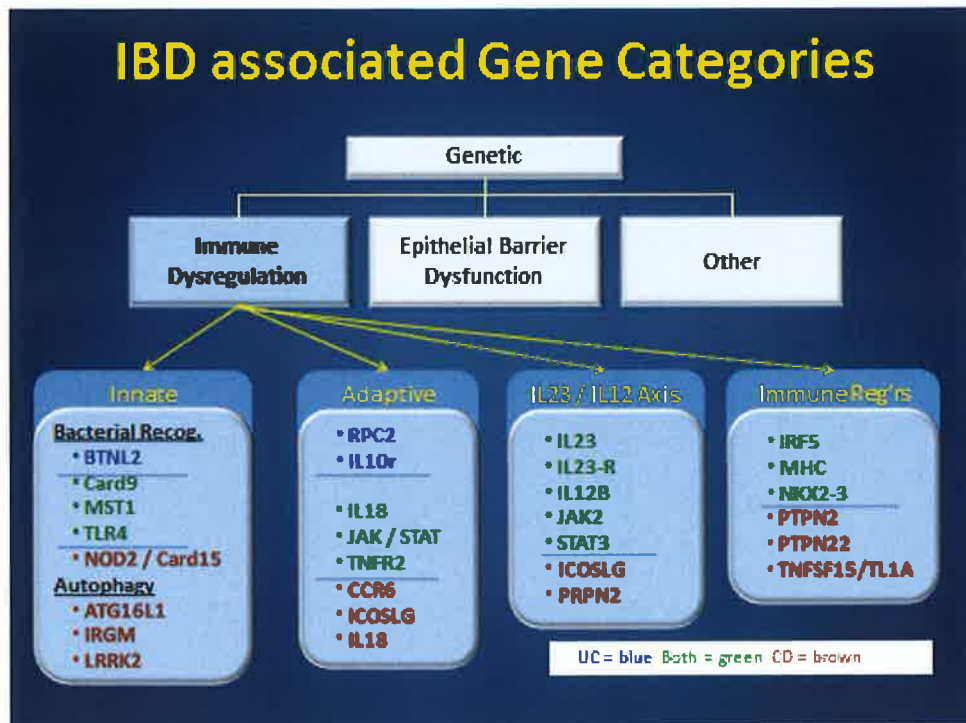 IBD associated Gene Categories
Genetic
Immune
Dysregulation
Epithelial Barrier
Dysfunction
Other
Innate
Bacterial Recog.
• BTNL2
• Card9
• MST1
• TLR4
• NOD2 / Card15
Autophagy
• ATG16L1
• IRGM
• LRRK2
Adaptive
• RPC2
• IL10r
• IL18
• JAK / STAT
• TNFR2
• CCR6
• ICOSLG
• IL18
IL23 / IL12 Axis
• IL23
• IL23-R
• IL12B
• JAK2
• STAT3
• ICOSLG
• PRPN2
Immune Reg'rs
• IRF5
• MHC
• NKX2-3
• PTPN2
• PTPN22
• TNFSF15/TL1A
UC = blue Both = green CD = brown